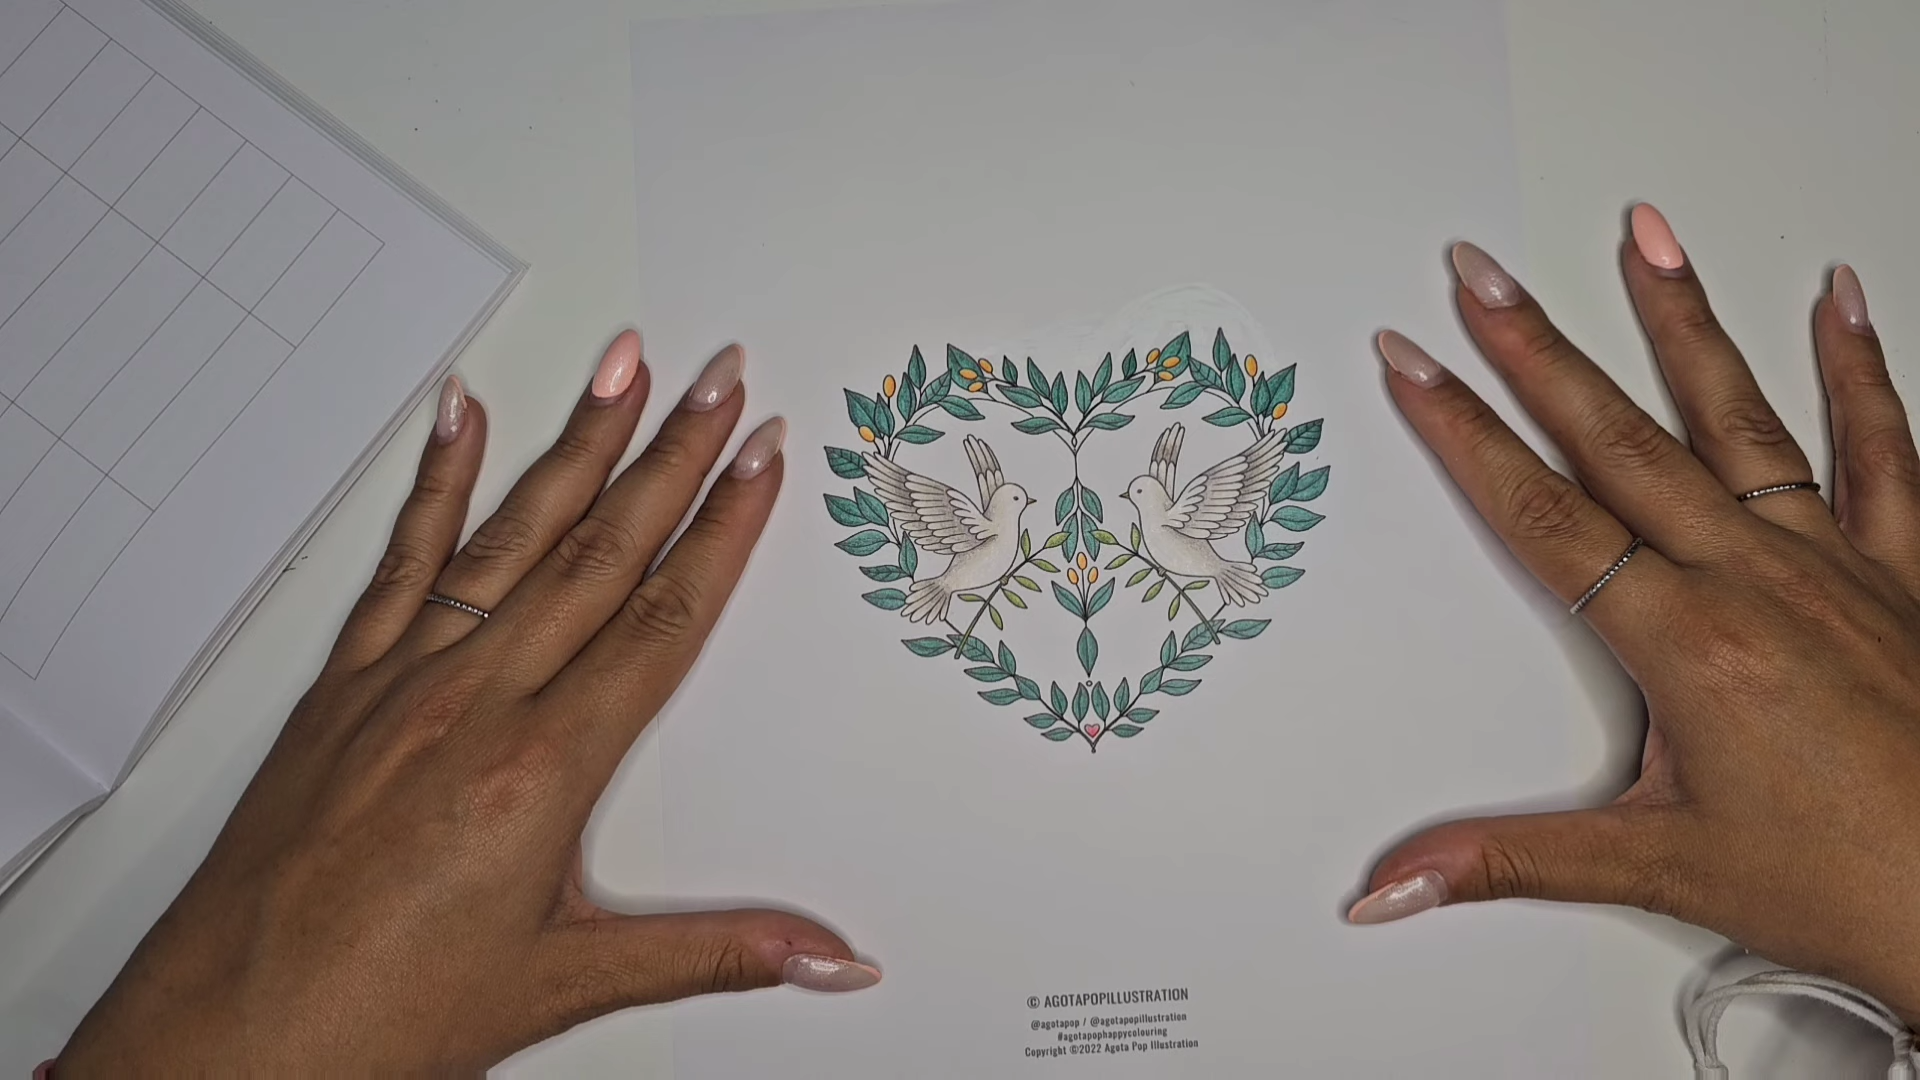 © AGOTAPOPILLUSTRATION
@agotapop / @agotapopillustration
#agotapophappycolouring
Copyright ©2022 Agota Pop Illustration